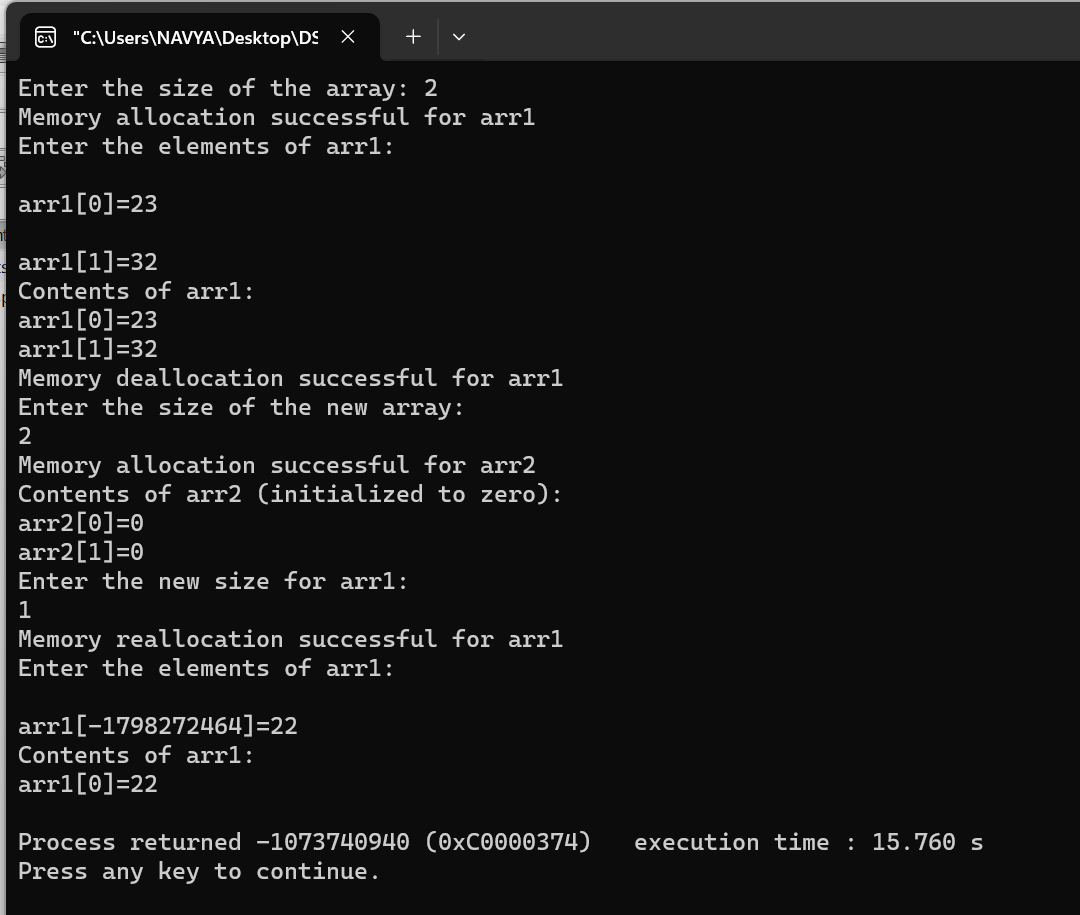 "C:\Users\NAVYA\Desktop\DS
Enter the size of the array: 2
Memory allocation successful for arr1
Enter the elements of arr1:
arr1[0]=23
arr1[1]=32
Contents of arr1:
arr1[0]=23
arr1[1]=32
Memory deallocation successful for arr1
Enter the size of the new array:
2
Memory allocation successful for arr2
Contents of arr2 (initialized to zero):
arr2[0]=0
arr2[1]=0
Enter the new size for arr1:
1
Memory reallocation successful for arr1
Enter the elements of arr1:
arr1[-1798272464]=22
Contents of arr1:
arr1[0]=22
Process returned -1073740940 (0xC0000374)   execution time : 15.760 s
Press any key to continue.